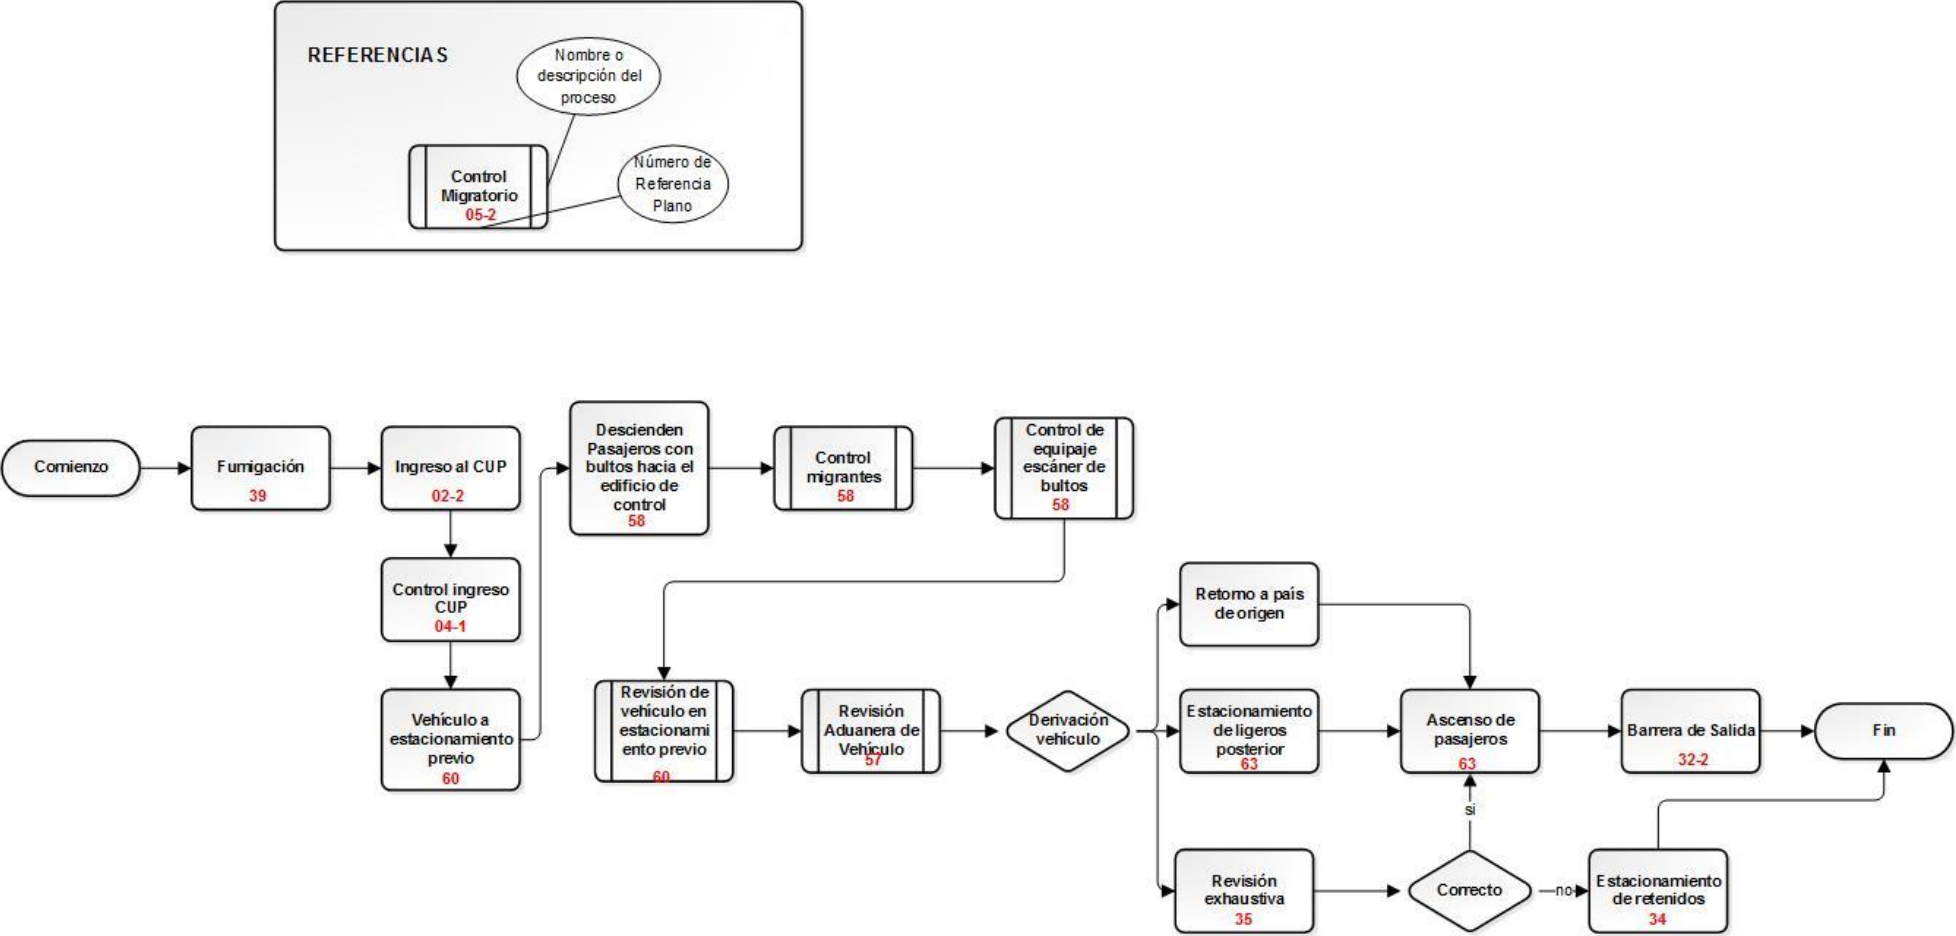 REFERENCIAS
Nombre o
descripción del
proceso
Control
Migratorio
05-2
Número de
Referencia
Plano
Comienzo
Fumigación
39
Ingreso al CUP
02-2
Control ingreso
CUP
04-1
Vehículo a
estacionamiento
previo
60
Descienden
Pasajeros con
bultos hacia el
edificio de
control
58
Control
migrantes
58
Control de
equipaje
escáner de
bultos
58
Revisión de
vehículo en
estacionami
ento previo
60
Revisión
Aduanera de
Vehículo
57
Derivación
vehículo
Retorno a país
de origen
Estacionamiento
de ligeros
posterior
63
Revisión
exhaustiva
35
Ascenso de
pasajeros
63
si
Correcto
no
Estacionamiento
de retenidos
34
Barrera de Salida
32-2
Fin